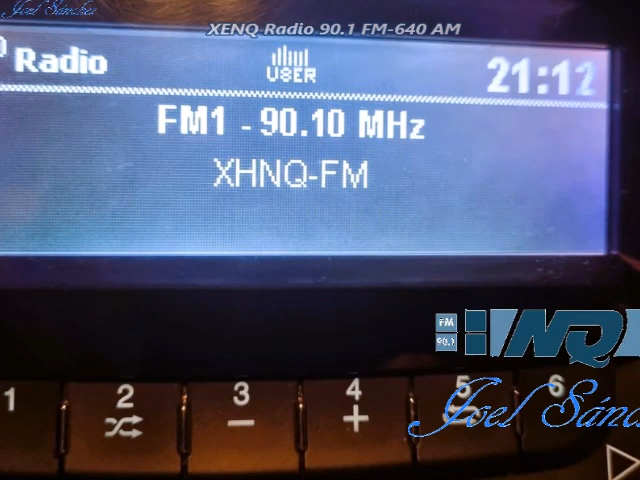 Joel Sánchez
XENQ Radio 90.1 FM-640 AM
Radio
USER
21:12
FM1 - 90.10 MHz
XHNQ-FM
FM
90.1
NQ
1 2 3 4 5 6
Joel Sánc